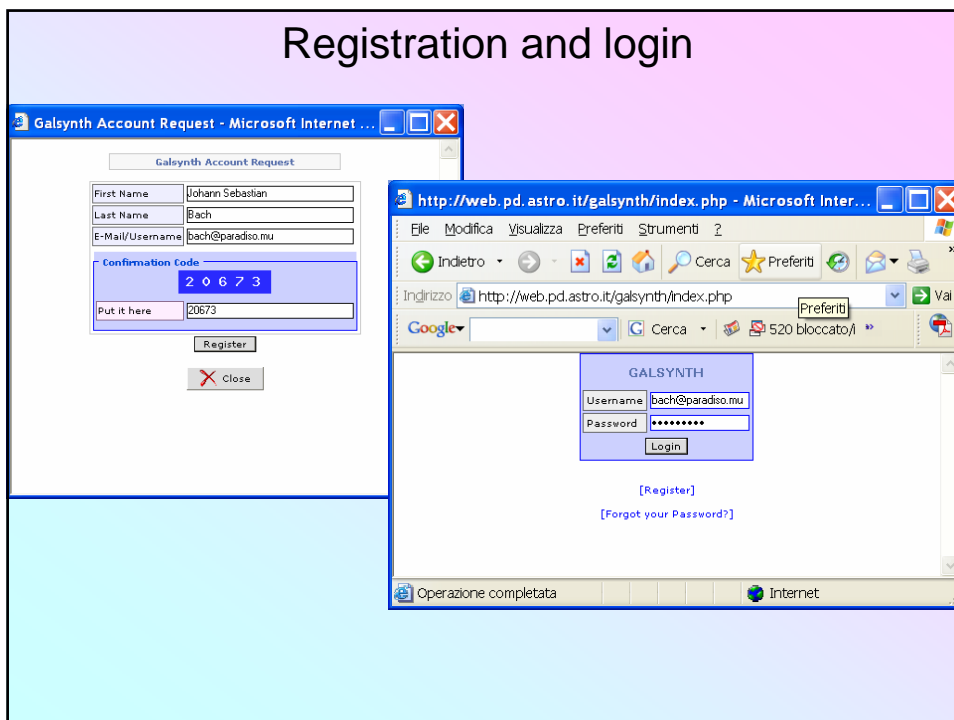 Registration and login
Galsynth Account Request - Microsoft Internet ...
Galsynth Account Request
First Name Johann Sebastian
Last Name Bach
E-Mail/Username bach@paradiso.mu
Confirmation Code
2 0 6 7 3
Put it here 20673
Register
Close
http://web.pd.astro.it/galsynth/index.php - Microsoft Inter...
File Modifica Visualizza Preferiti Strumenti ?
Indietro Cerca Preferiti
Indirizzo http://web.pd.astro.it/galsynth/index.php Vai
Preferiti
Google G Cerca 520 bloccato/i »
GALSYNTH
Username bach@paradiso.mu
Password •••••••••
Login
[Register]
[Forgot your Password?]
Operazione completata Internet